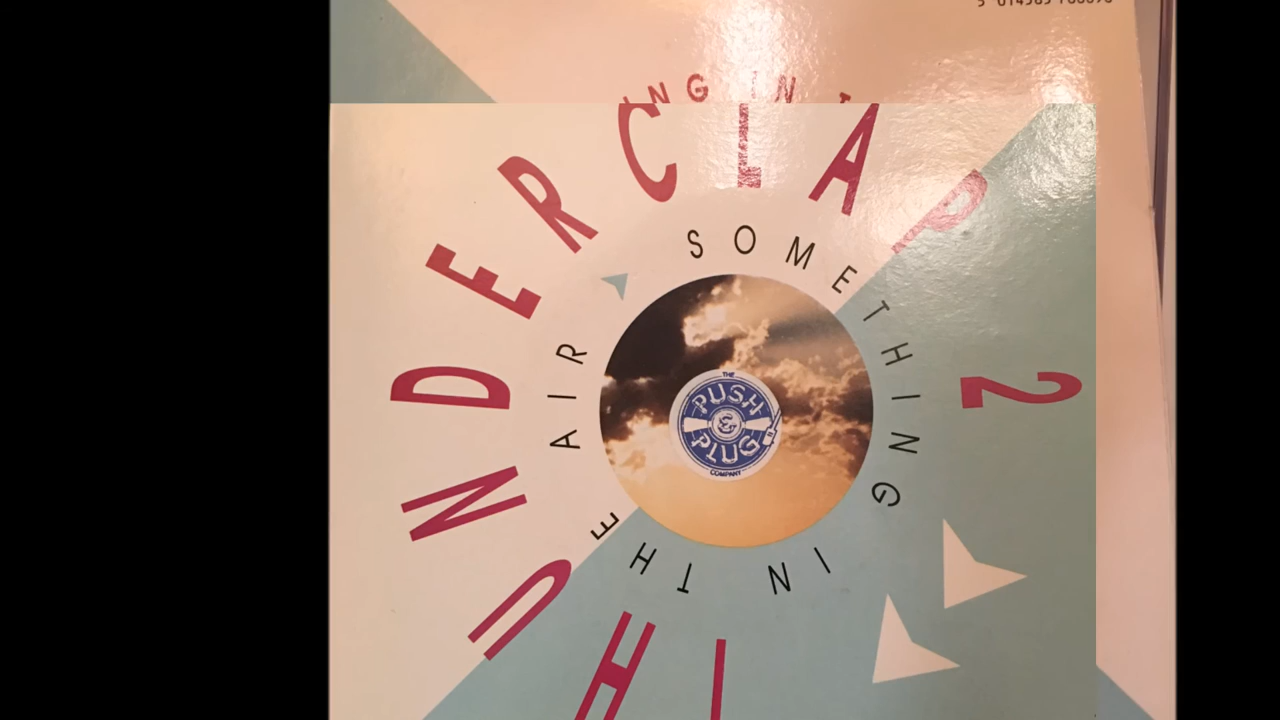 THUNDERCLAP 2
SOMETHING IN THE AIR
THE
PUSH
&
PLUG
COMPANY